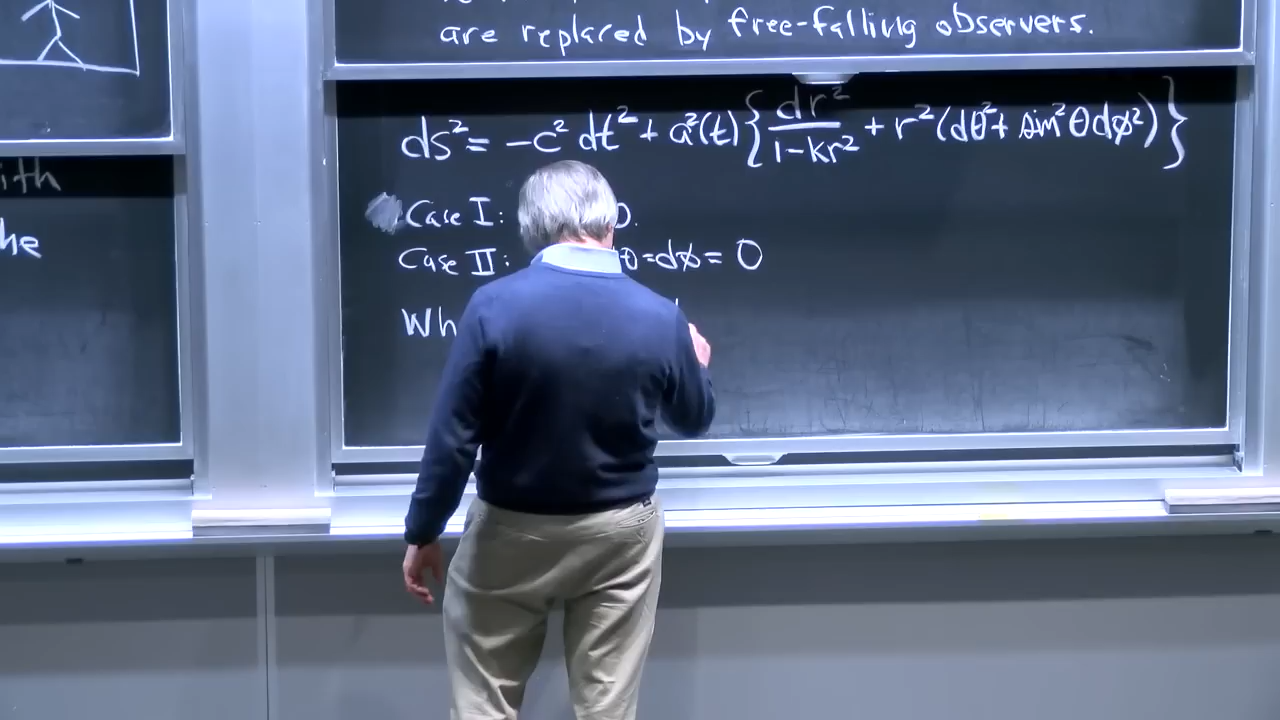 ith
he
are replaced by free-falling observers.
ds² = -c² dt² + a²(t) { dr² / 1-kr² + r² (dθ² + sin²θ dφ²) }
Case I: 0.
Case II: θ = dφ = 0
Wh